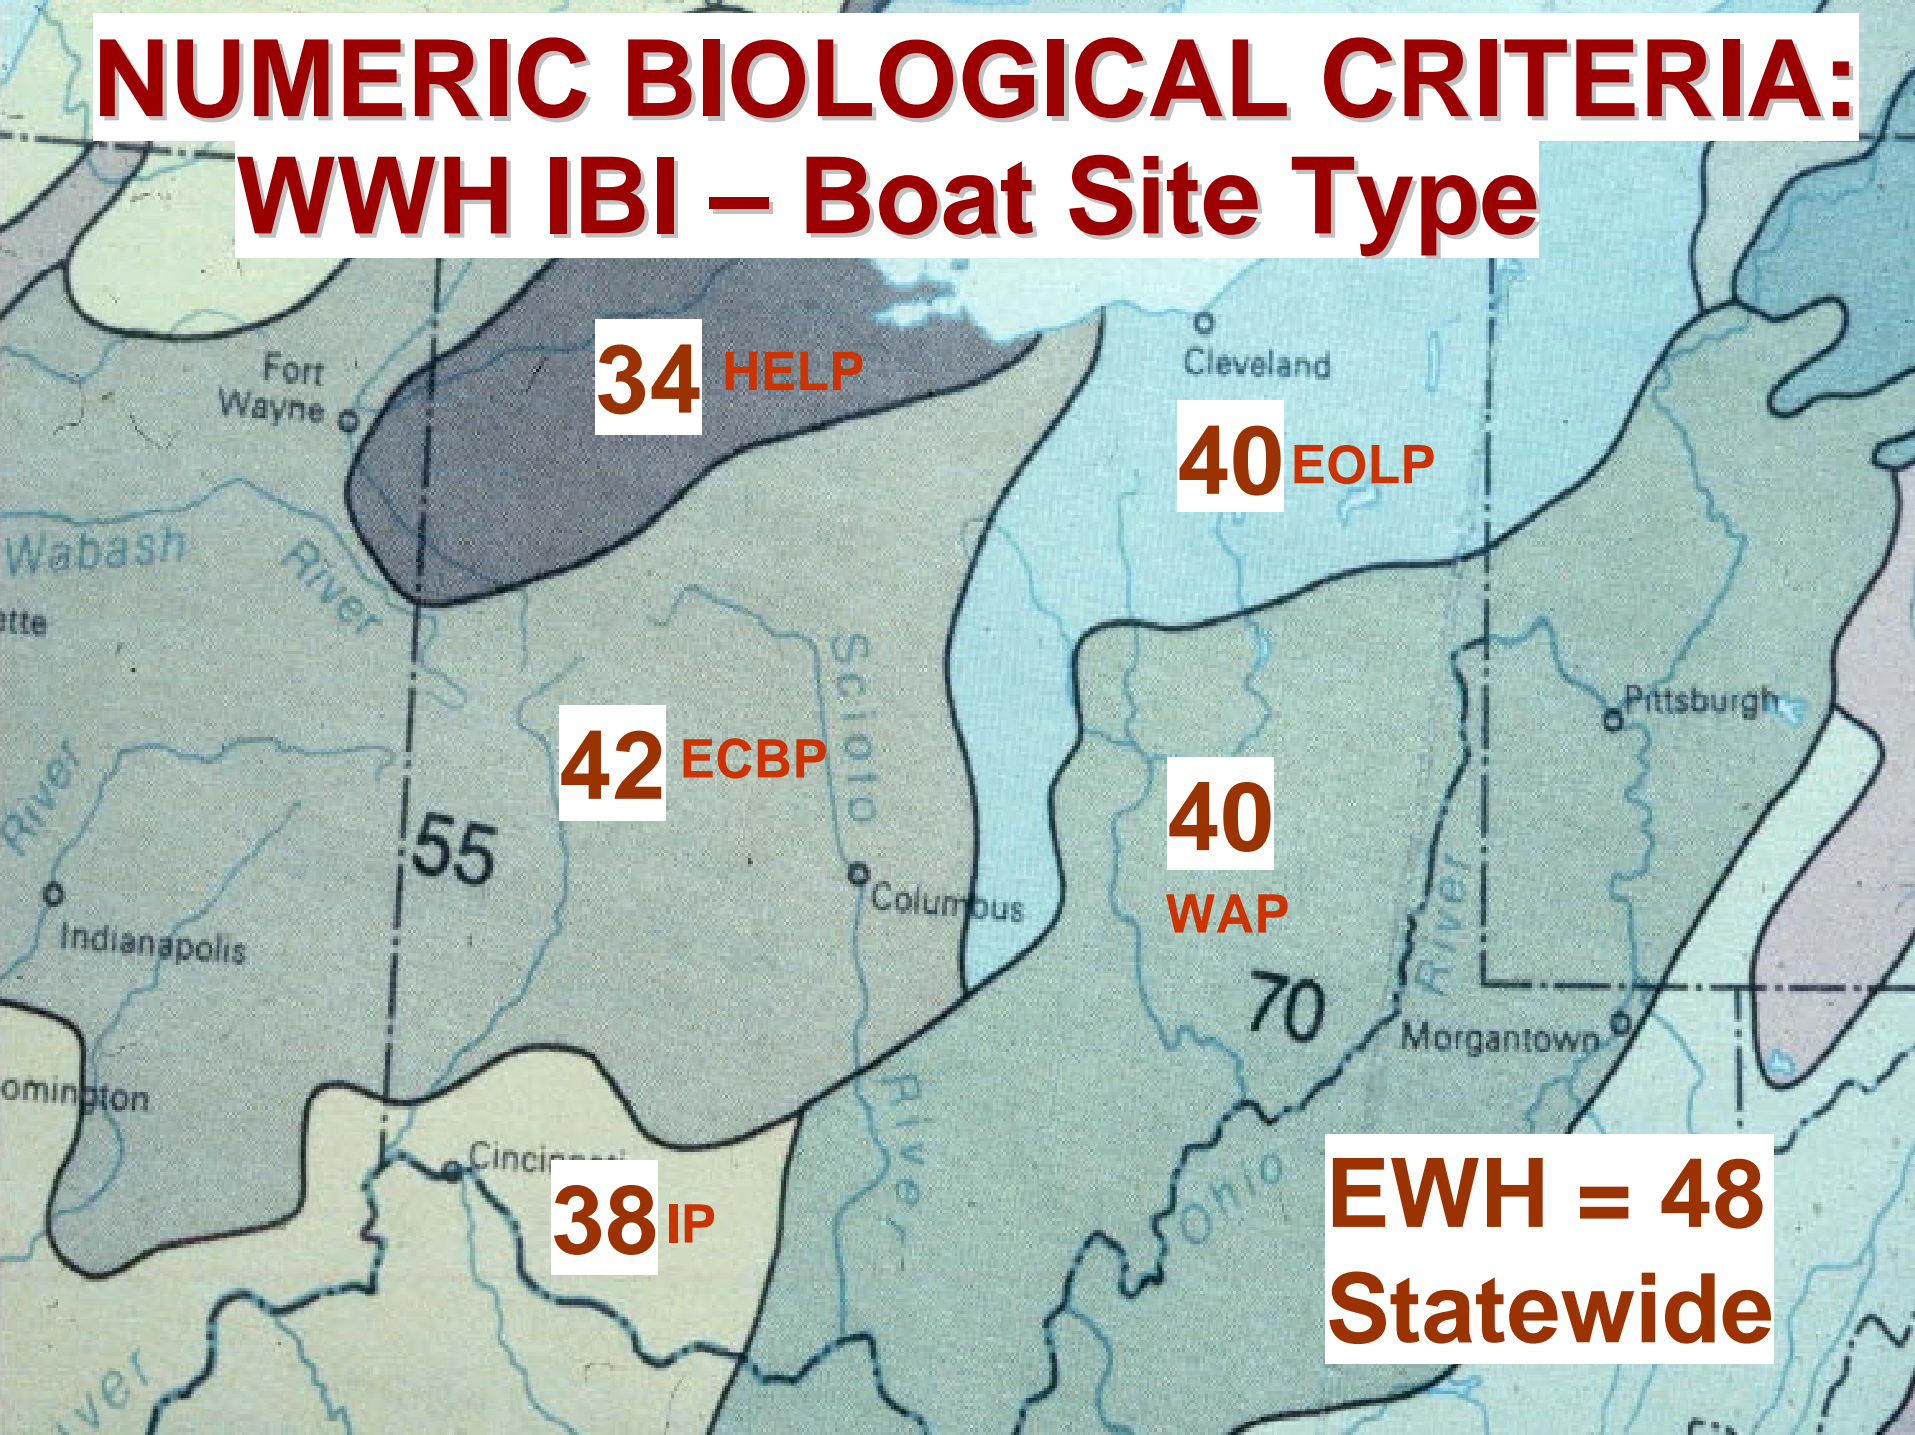 NUMERIC BIOLOGICAL CRITERIA:
WWH IBI – Boat Site Type
Fort
Wayne
34 HELP
Cleveland
40 EOLP
Wabash
River
Scioto
Pittsburgh
42 ECBP
River
55
40
WAP
Columbus
Indianapolis
River
70
Morgantown
River
Ohio
38 IP
EWH = 48
Statewide